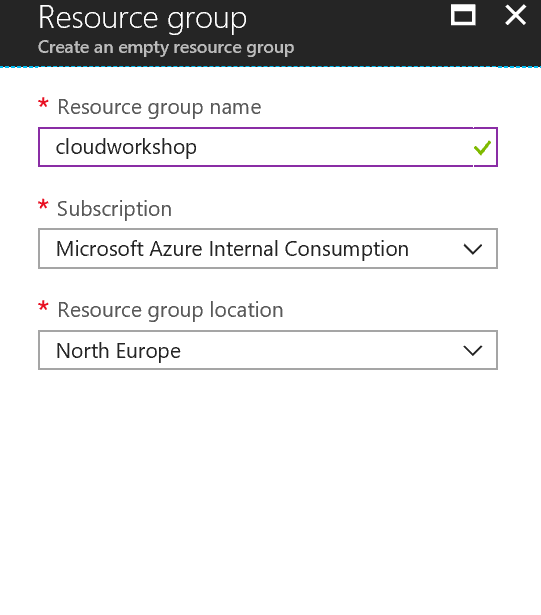 Resource group
Create an empty resource group
* Resource group name
cloudworkshop
* Subscription
Microsoft Azure Internal Consumption
* Resource group location
North Europe